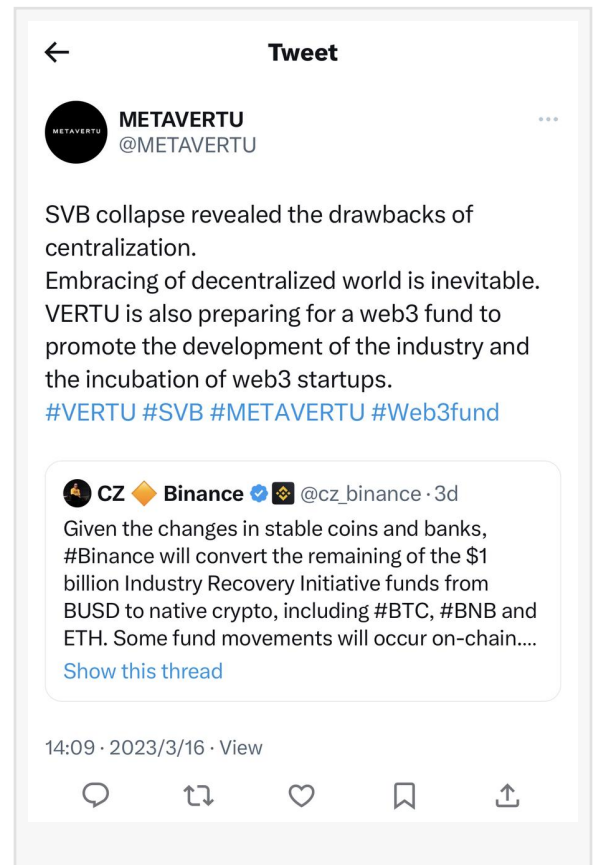 Tweet
METAVERTU
METAVERTU
@METAVERTU
SVB collapse revealed the drawbacks of
centralization.
Embracing of decentralized world is inevitable.
VERTU is also preparing for a web3 fund to
promote the development of the industry and
the incubation of web3 startups.
#VERTU #SVB #METAVERTU #Web3fund
CZ 🔶 Binance @cz_binance · 3d
Given the changes in stable coins and banks,
#Binance will convert the remaining of the $1
billion Industry Recovery Initiative funds from
BUSD to native crypto, including #BTC, #BNB and
ETH. Some fund movements will occur on-chain....
Show this thread
14:09 · 2023/3/16 · View